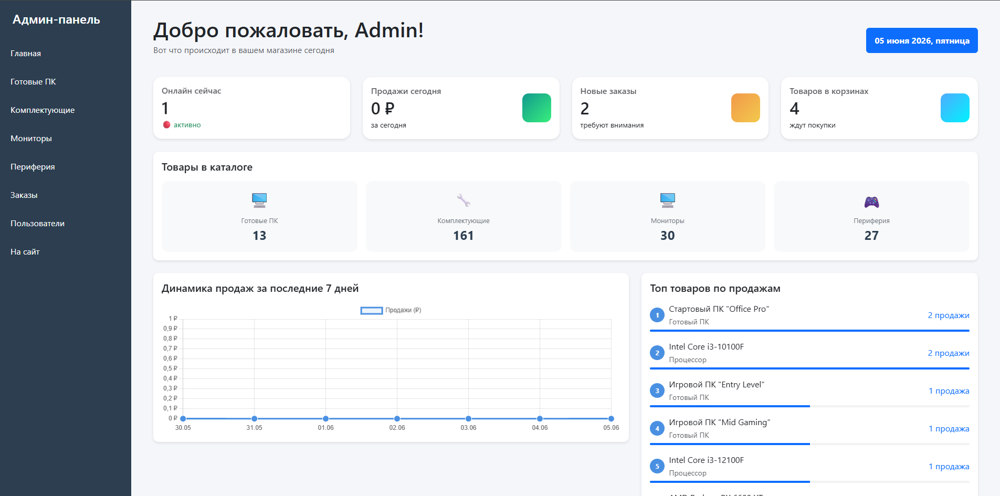 Админ-панель
Главная
Готовые ПК
Комплектующие
Мониторы
Периферия
Заказы
Пользователи
На сайт
Добро пожаловать, Admin!
Вот что происходит в вашем магазине сегодня
05 июня 2026, пятница
Онлайн сейчас
1
активно
Продажи сегодня
0 ₽
за сегодня
Новые заказы
2
требуют внимания
Товаров в корзинах
4
ждут покупки
Товары в каталоге
Готовые ПК
13
Комплектующие
161
Мониторы
30
Периферия
27
Динамика продаж за последние 7 дней
Продажи (₽)
1 ₽
0,9 ₽
0,8 ₽
0,7 ₽
0,6 ₽
0,5 ₽
0,4 ₽
0,3 ₽
0,2 ₽
0,1 ₽
0 ₽
30.05 31.05 01.06 02.06 03.06 04.06 05.06
Топ товаров по продажам
1 Стартовый ПК "Office Pro"
Готовый ПК
2 продажи
2 Intel Core i3-10100F
Процессор
2 продажи
3 Игровой ПК "Entry Level"
Готовый ПК
1 продажа
4 Игровой ПК "Mid Gaming"
Готовый ПК
1 продажа
5 Intel Core i3-12100F
Процессор
1 продажа